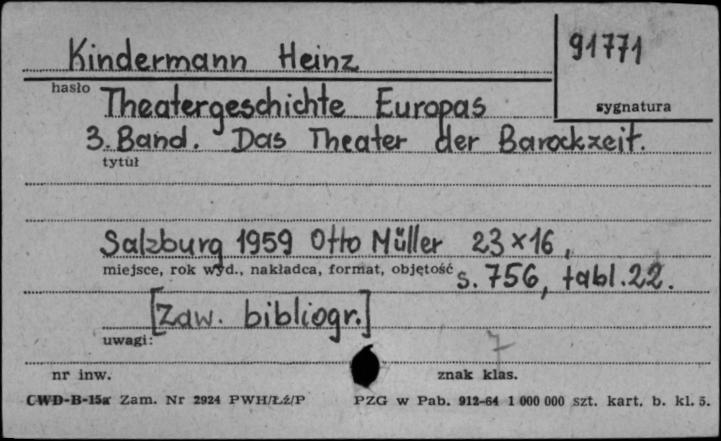 Kindermann Heinz
91771
hasło
sygnatura
Theatergeschichte Europas
3. Band. Das Theater der Barockzeit.
tytuł
Salzburg 1959 Otto Müller 23×16,
miejsce, rok wyd., nakładca, format, objętość
s. 756, tabl. 22.
[Zaw. bibliogr.]
uwagi:
7
nr inw.
znak klas.
CWD-B-15a Zam. Nr 2924 PWH/Łź/P
PZG w Pab. 912-64 1 000 000 szt. kart. b. kl. 5.